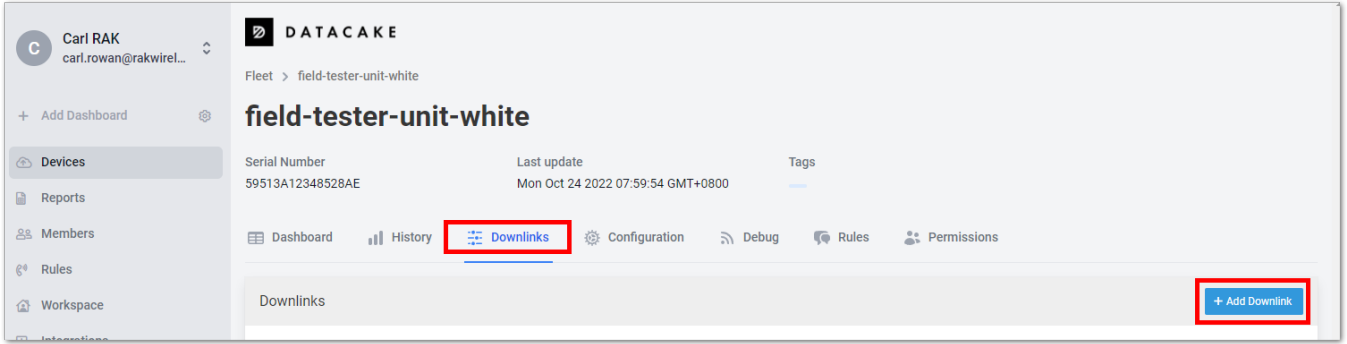 C
Carl RAK
carl.rowan@rakwirel...
+ Add Dashboard
Devices
Reports
Members
Rules
Workspace
Integrations
DATACAKE
Fleet > field-tester-unit-white
field-tester-unit-white
Serial Number
59513A12348528AE
Last update
Mon Oct 24 2022 07:59:54 GMT+0800
Tags
Dashboard History Downlinks Configuration Debug Rules Permissions
Downlinks
+ Add Downlink